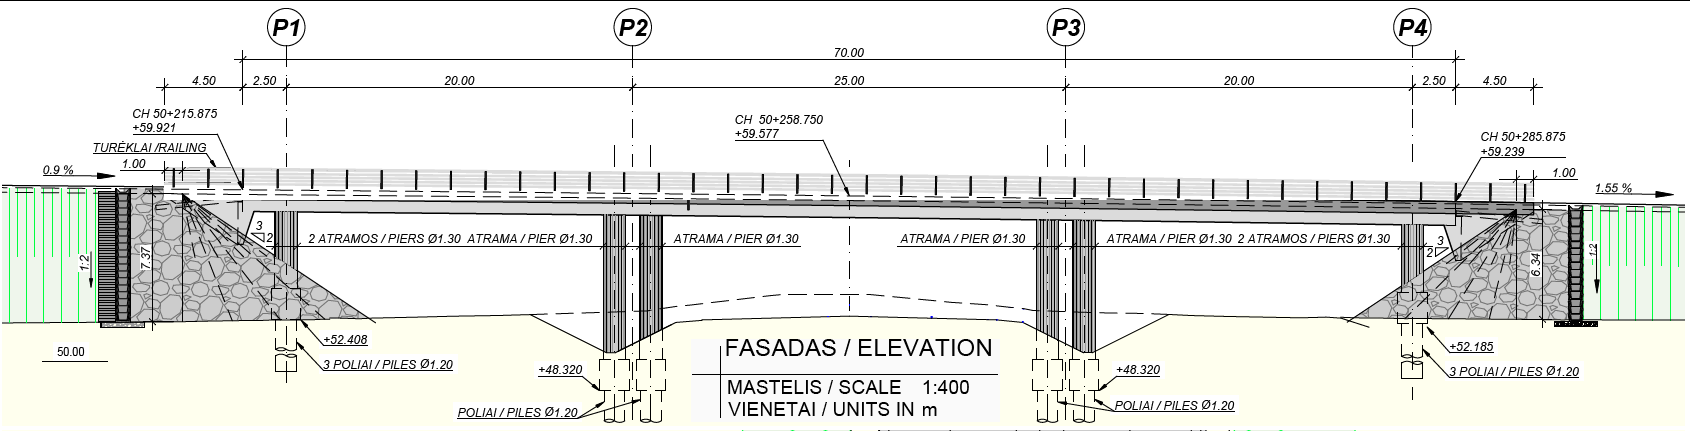 P1 P2 P3 P4
70.00
4.50 2.50 20.00 25.00 20.00 2.50 4.50
CH 50+215.875
+59.921
CH 50+258.750
+59.577
CH 50+285.875
+59.239
TURĖKLAI /RAILING
0.9 % 1.00 1.00 1.55 %
3
2
2 ATRAMOS / PIERS Ø1.30 ATRAMA / PIER Ø1.30 ATRAMA / PIER Ø1.30 ATRAMA / PIER Ø1.30 ATRAMA / PIER Ø1.30 2 ATRAMOS / PIERS Ø1.30
3
2
1:2 7.37 6.34 1:2
50.00
+52.408
3 POLIAI / PILES Ø1.20
+48.320
POLIAI / PILES Ø1.20
FASADAS / ELEVATION
MASTELIS / SCALE 1:400
VIENETAI / UNITS IN m
+48.320
POLIAI / PILES Ø1.20
+52.185
3 POLIAI / PILES Ø1.20